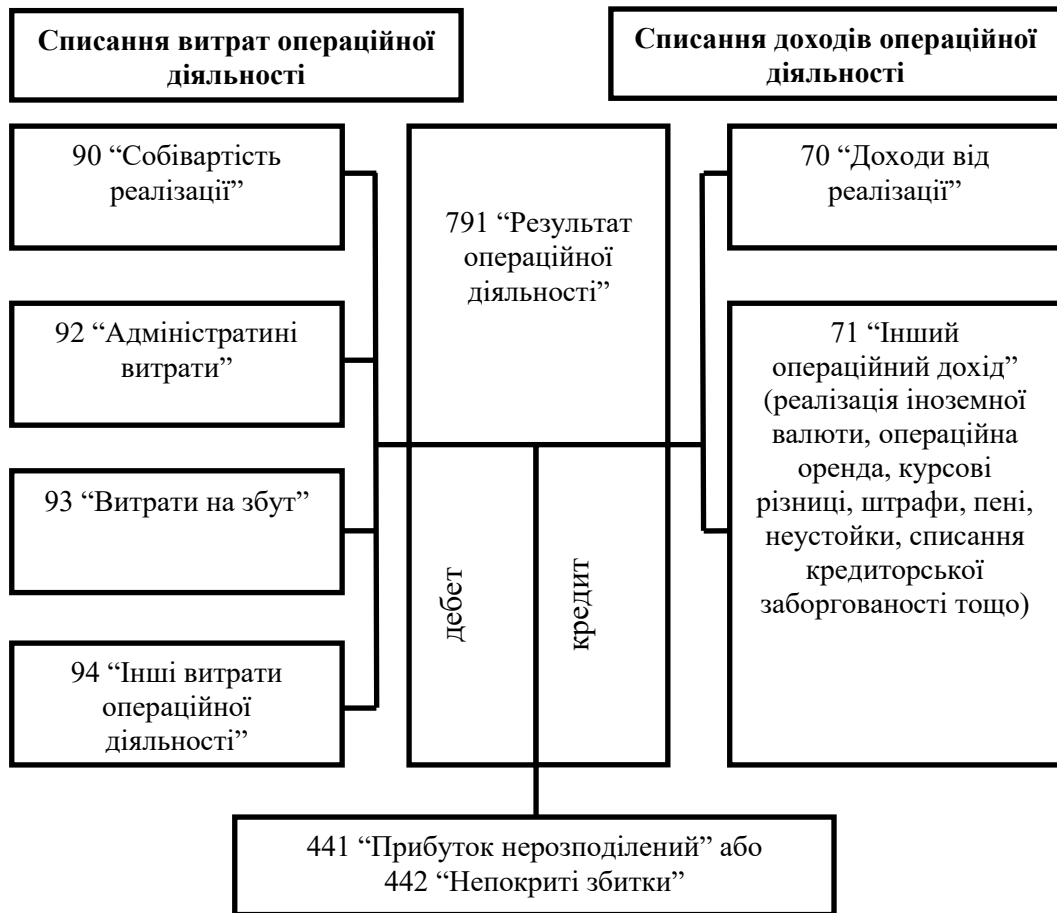 Списання витрат операційної
діяльності
Списання доходів операційної
діяльності
90 “Собівартість
реалізації”
92 “Адміністратині
витрати”
93 “Витрати на збут”
94 “Інші витрати
операційної
діяльності”
791 “Результат
операційної
діяльності”
дебет
кредит
70 “Доходи від
реалізації”
71 “Інший
операційний дохід”
(реалізація іноземної
валюти, операційна
оренда, курсові
різниці, штрафи, пені,
неустойки, списання
кредиторської
заборгованості тощо)
441 “Прибуток нерозподілений” або
442 “Непокриті збитки”